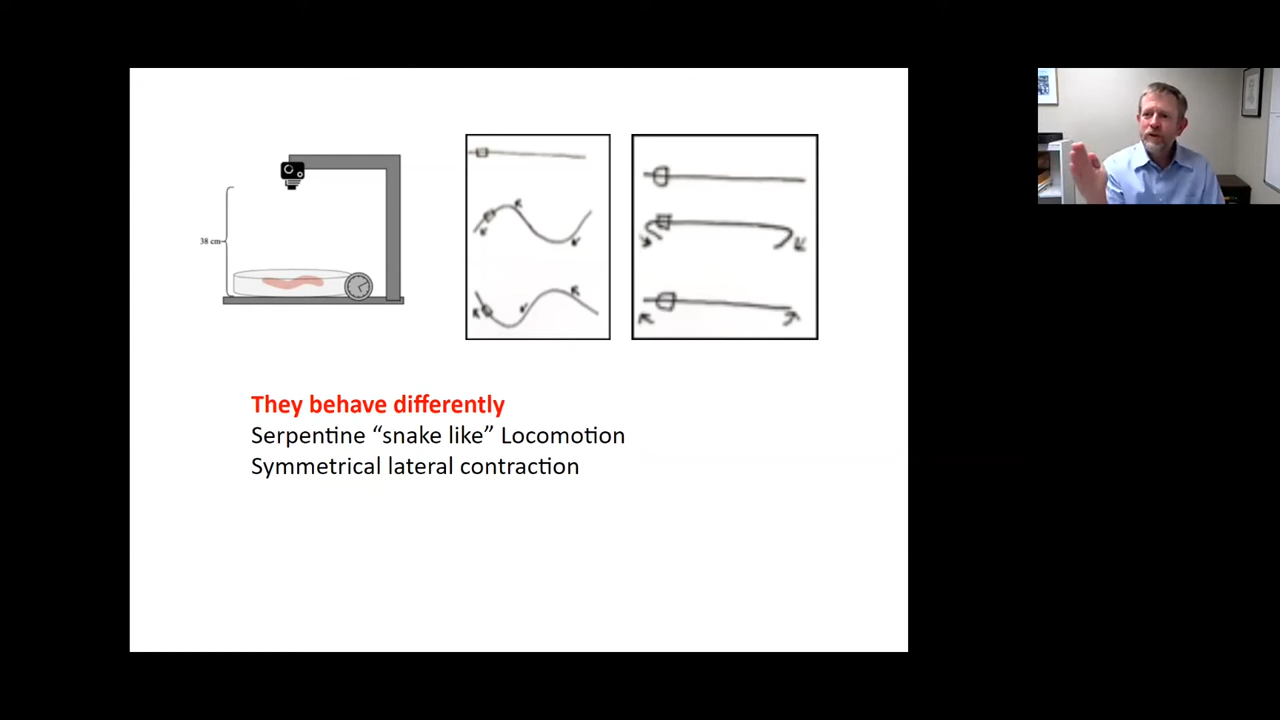 38 cm
They behave differently
Serpentine “snake like” Locomotion
Symmetrical lateral contraction